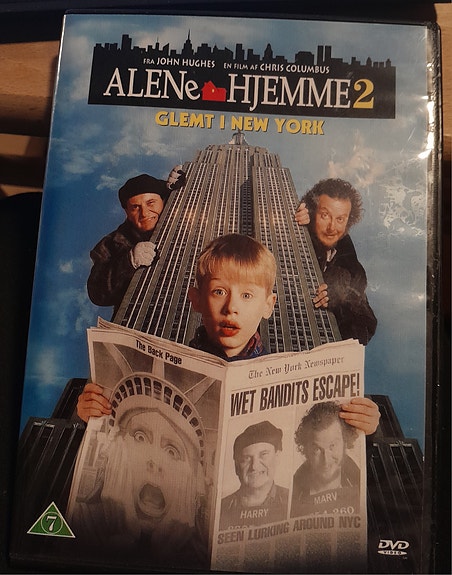 FRA JOHN HUGHES EN FILM AF CHRIS COLUMBUS
ALENe HJEMME 2
GLEMT I NEW YORK
The Back Page
The New York Newspaper
WET BANDITS ESCAPE!
HARRY
MARV
SEEN LURKING AROUND NYC
7
DVD
VIDEO